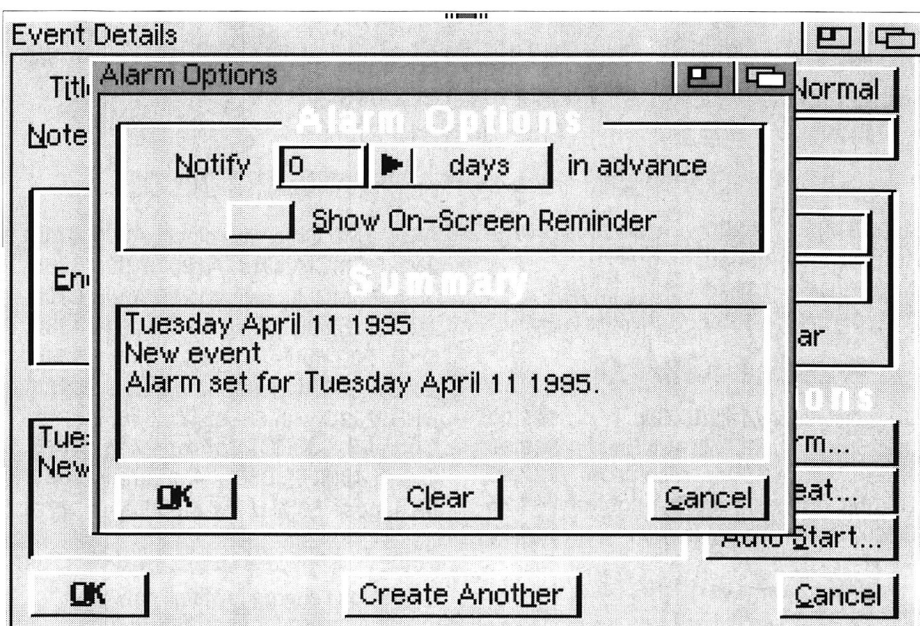 Event Details
Alarm Options
Normal
Note
Alarm Options
Notify 0 days in advance
Show On-Screen Reminder
Summary
Tuesday April 11 1995
New event
Alarm set for Tuesday April 11 1995.
New
OK Clear Cancel
Auto Start...
OK Create Another Cancel